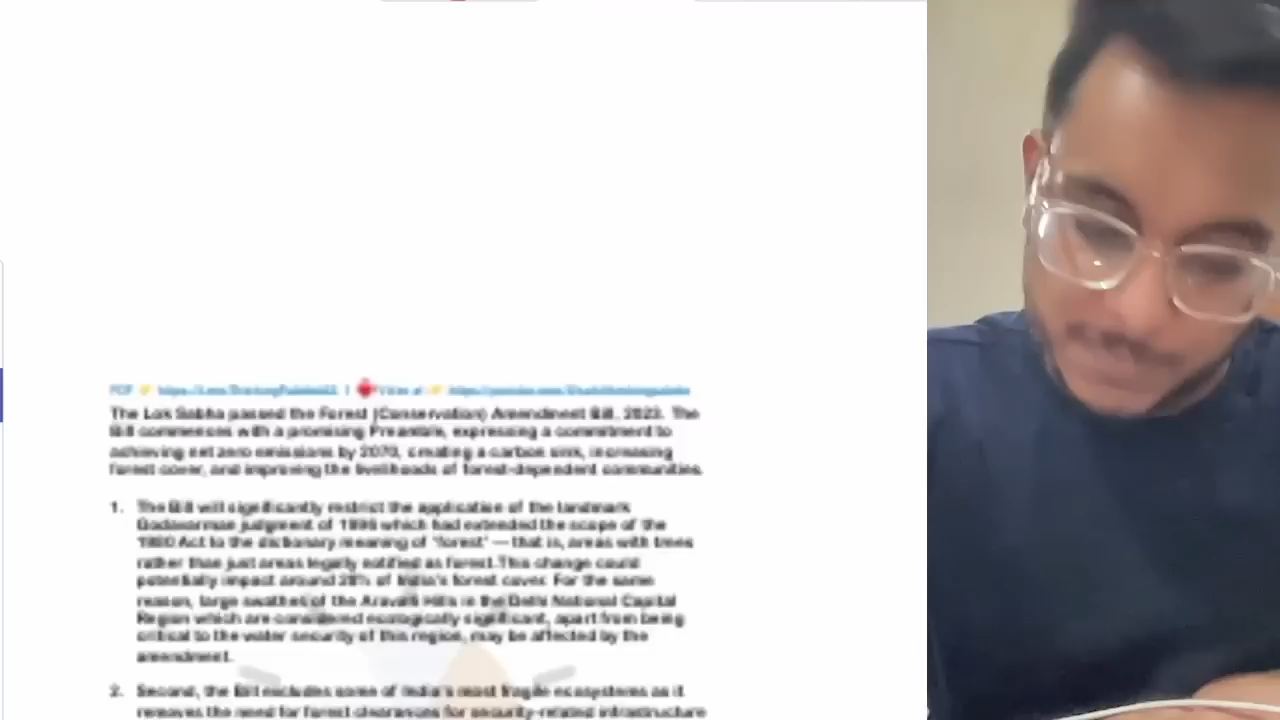 PDF
The Lok Sabha passed the Forest (Conservation) Amendment Bill, 2023. The
Bill commences with a promising Preamble, expressing a commitment to
achieving net zero emissions by 2070, creating a carbon sink, increasing
forest cover, and improving the livelihoods of forest-dependent communities.
1. The Bill will significantly restrict the application of the landmark
Godavarman judgment of 1996 which had extended the scope of the
1980 Act to the dictionary meaning of 'forest' — that is, areas with trees
rather than just areas legally notified as forest.This change could
potentially impact around 28% of India's forest cover. For the same
reason, large swathes of the Aravalli Hills in the Delhi National Capital
Region which are considered ecologically significant, apart from being
critical to the water security of this region, may be affected by the
amendment.
2. Second, the Bill excludes some of India's most fragile ecosystems as it
removes the need for forest clearances for security-related infrastructure